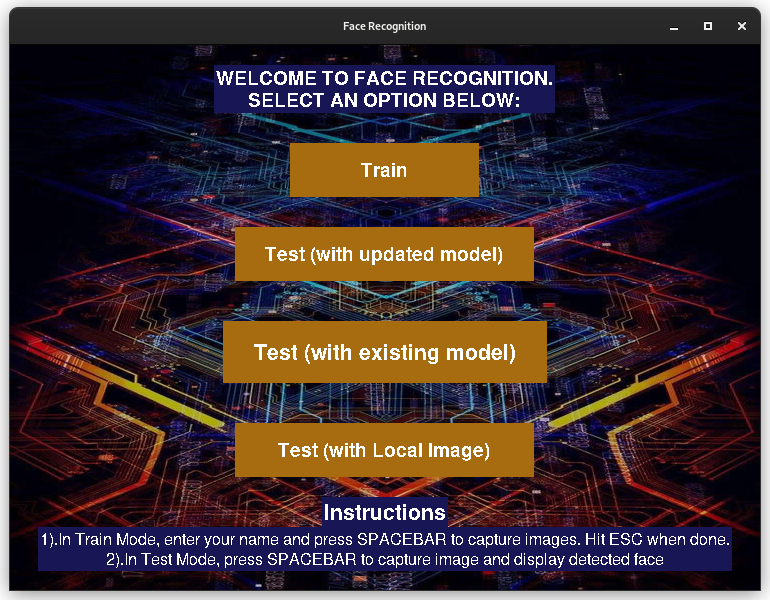 Face Recognition
WELCOME TO FACE RECOGNITION.
SELECT AN OPTION BELOW:
Train
Test (with updated model)
Test (with existing model)
Test (with Local Image)
Instructions
1).In Train Mode, enter your name and press SPACEBAR to capture images. Hit ESC when done.
2).In Test Mode, press SPACEBAR to capture image and display detected face